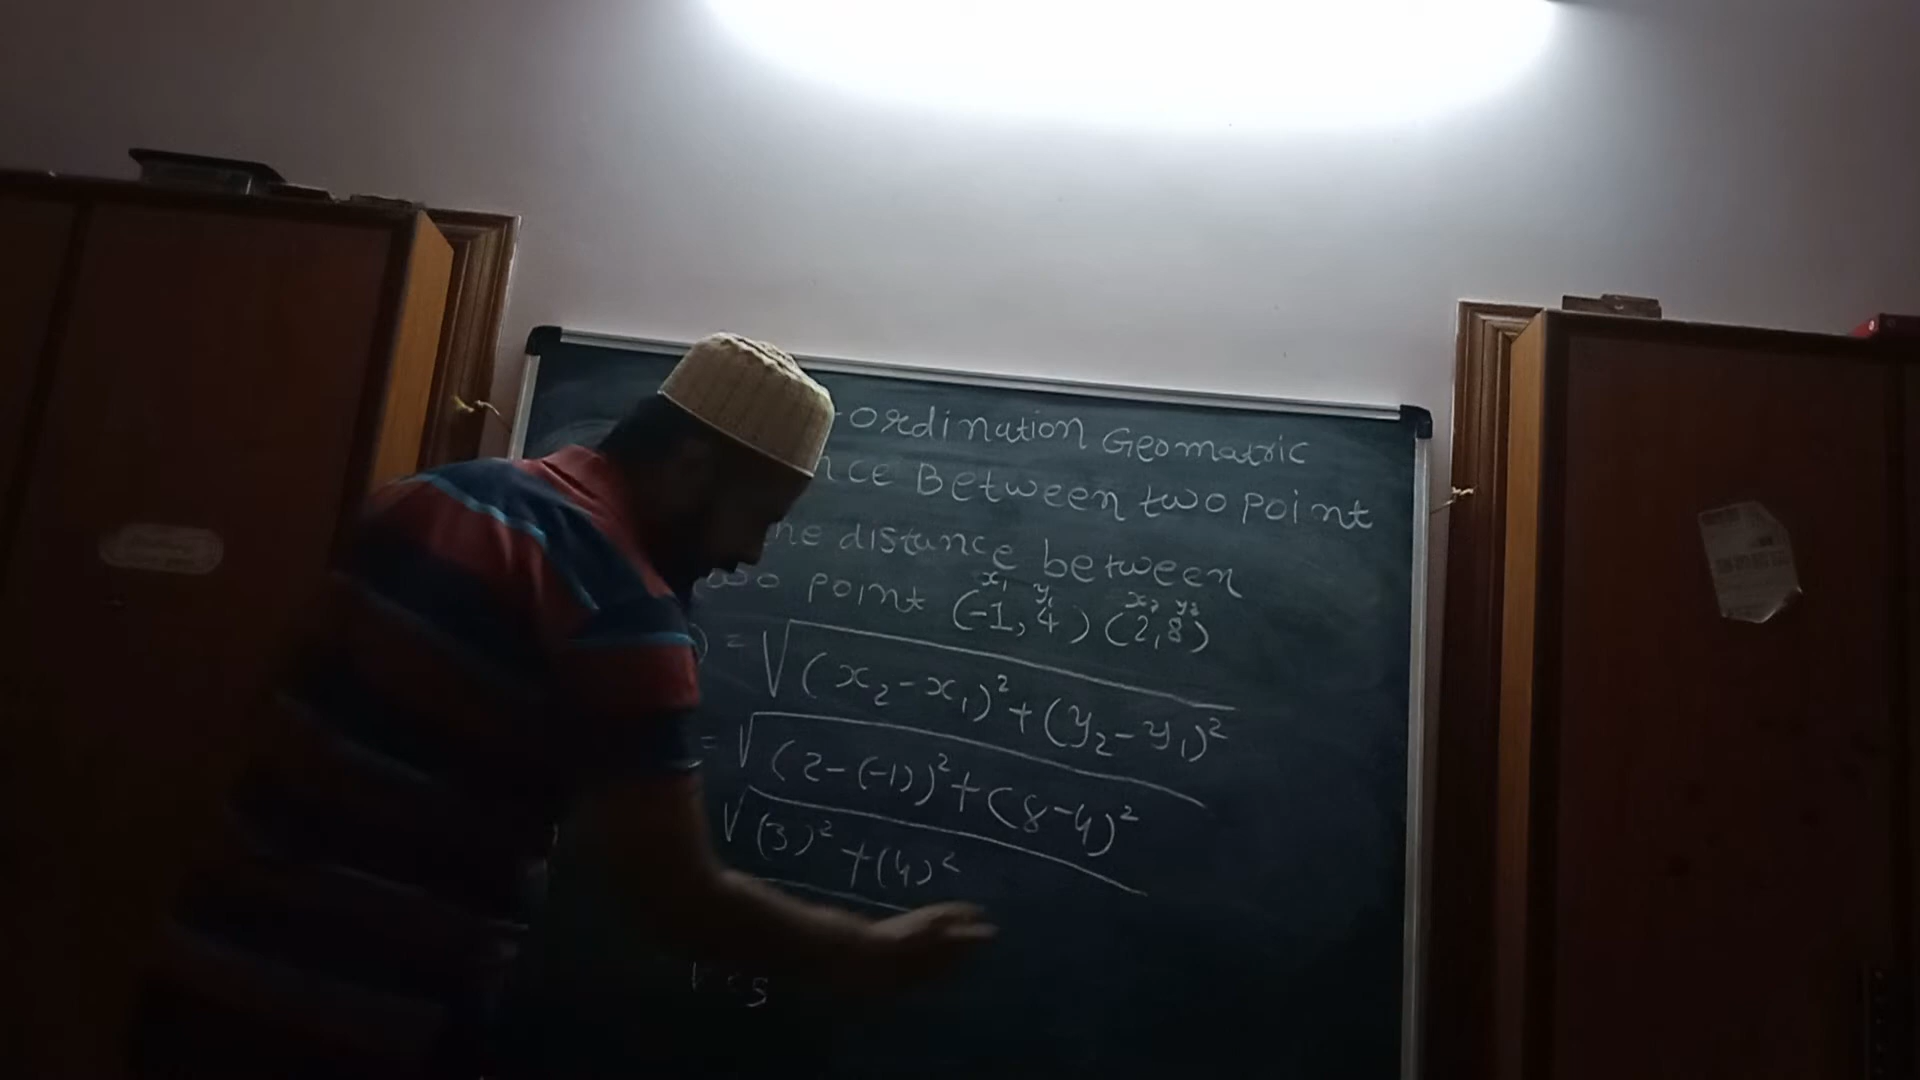 -ordination Geomatric
nce Between two point
he distance between
two point (-1, 4) (2, 8)
x₁ y₁ x₂ y₂
) = √(x₂-x₁)²+(y₂-y₁)²
= √(2-(-1))²+(8-4)²
√(3)²+(4)²